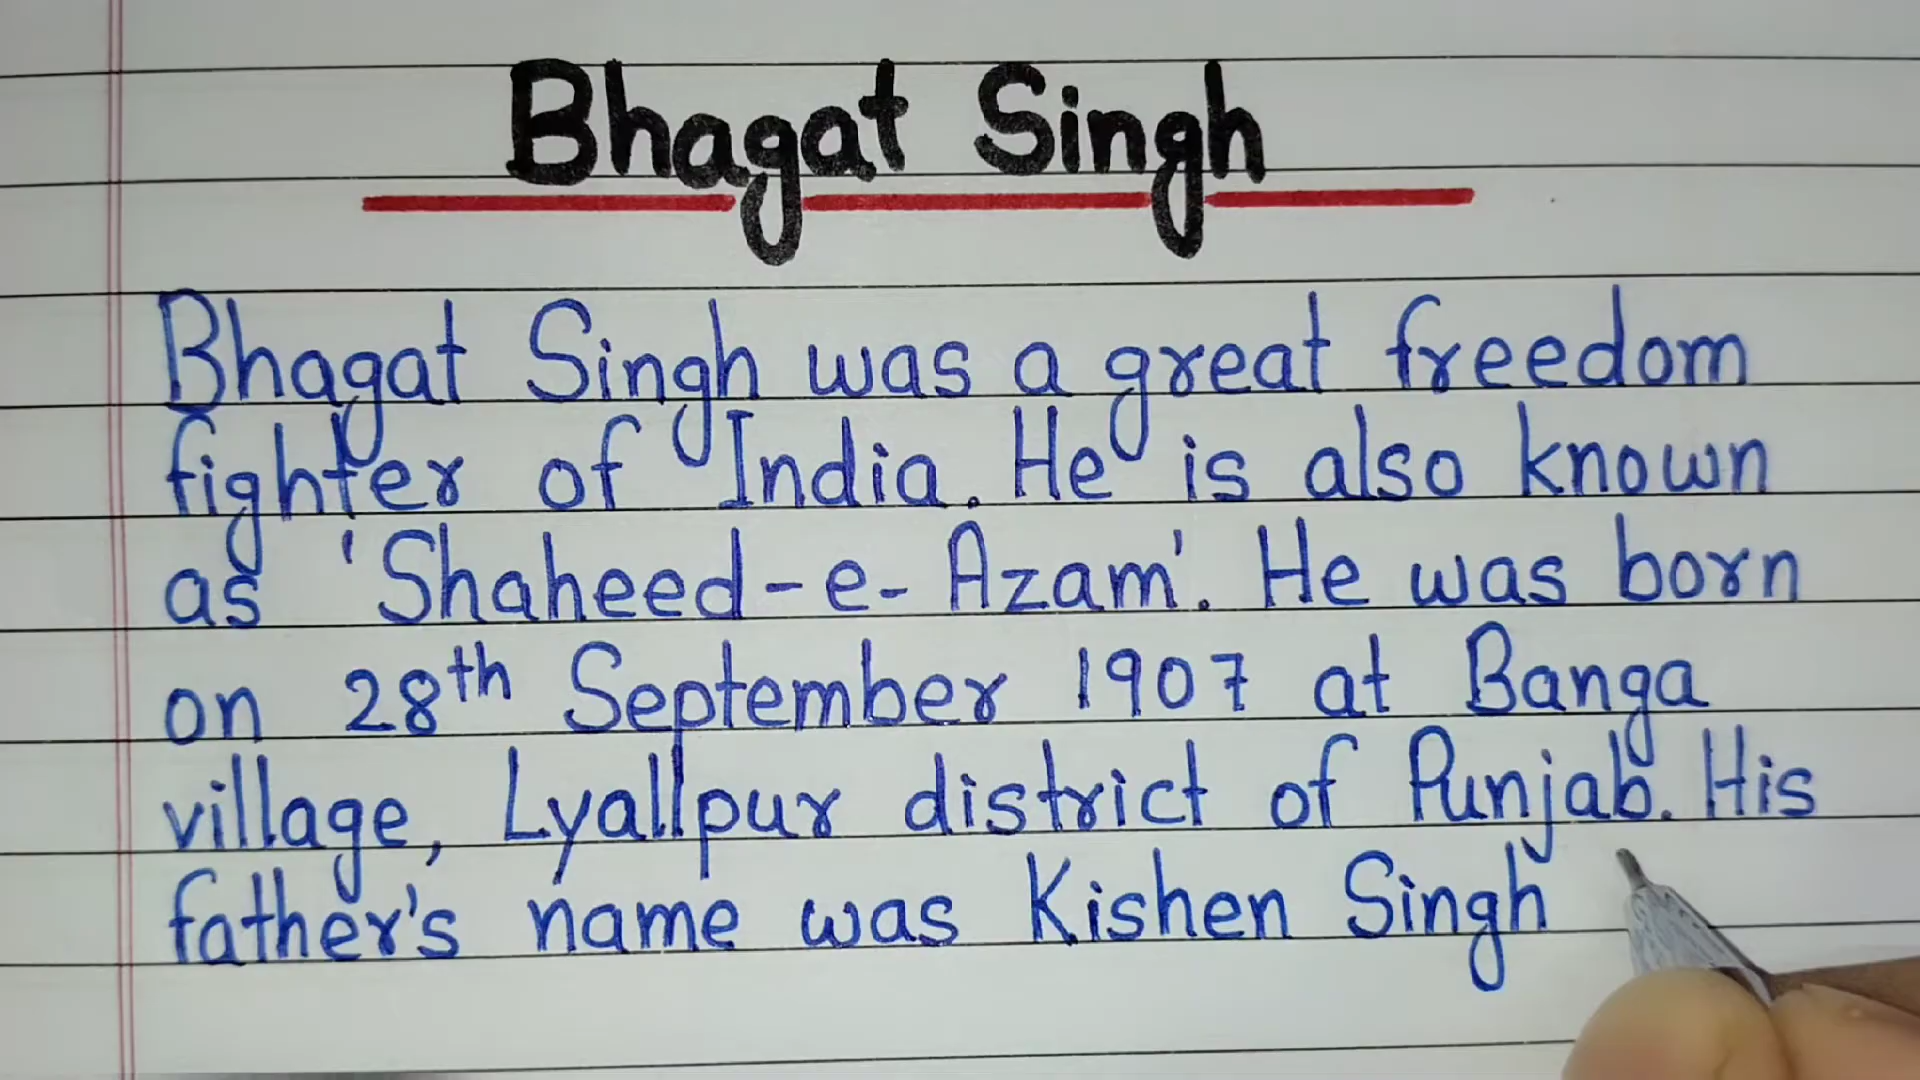 Bhagat Singh
Bhagat Singh was a great freedom
fighter of India. He is also known
as 'Shaheed-e-Azam'. He was born
on 28th September 1907 at Banga
village, Lyallpur district of Punjab. His
father's name was Kishen Singh